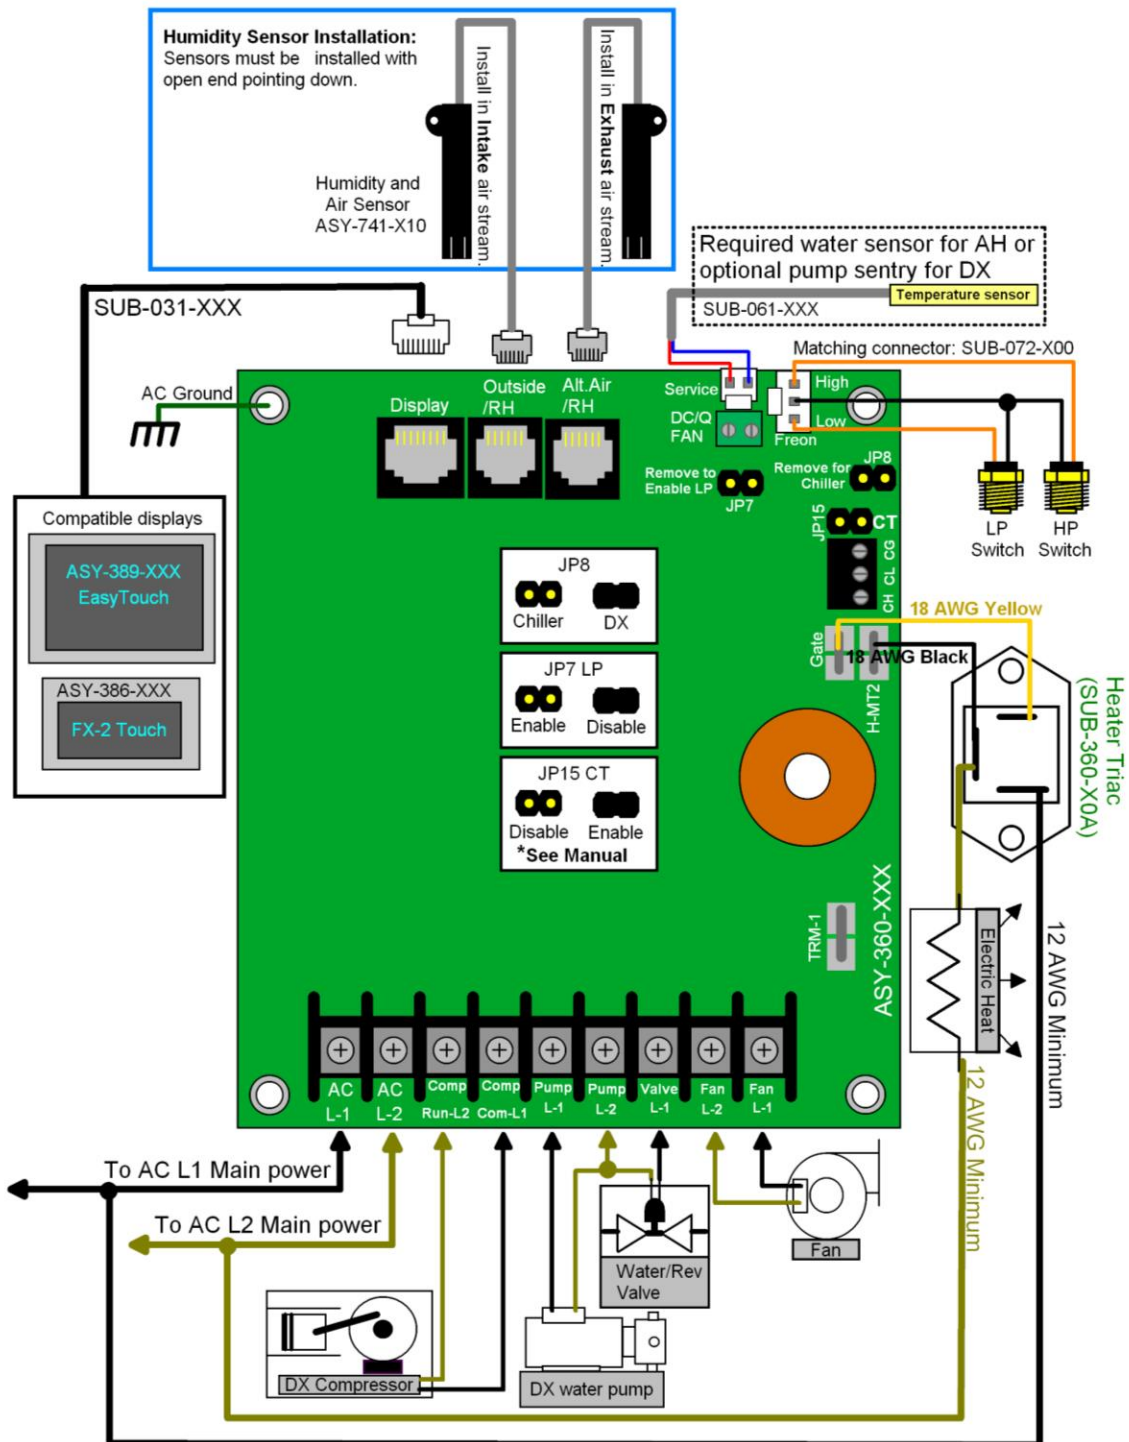 Humidity Sensor Installation:
Sensors must be installed with
open end pointing down.
Humidity and
Air Sensor
ASY-741-X10
Install in Intake air stream.
Install in Exhaust air stream.
Required water sensor for AH or
optional pump sentry for DX
Temperature sensor
SUB-061-XXX
SUB-031-XXX
Matching connector: SUB-072-X00
AC Ground
Display
Outside
/RH
Alt.Air
/RH
Service
DC/Q
FAN
High
Low
Freon
Remove to
Enable LP
JP7
Remove for
Chiller
JP8
JP15
CT
CG
CL
CH
LP
Switch
HP
Switch
Compatible displays
ASY-389-XXX
EasyTouch
ASY-386-XXX
FX-2 Touch
JP8
Chiller
DX
JP7 LP
Enable
Disable
JP15 CT
Disable
Enable
*See Manual
18 AWG Yellow
Gate
18 AWG Black
H-MT2
Heater Triac
(SUB-360-X0A)
TRM-1
ASY-360-XXX
Electric Heat
12 AWG Minimum
12 AWG Minimum
AC
L-1
AC
L-2
Comp
Run-L2
Comp
Com-L1
Pump
L-1
Pump
L-2
Valve
L-1
Fan
L-2
Fan
L-1
To AC L1 Main power
To AC L2 Main power
Water/Rev
Valve
Fan
DX Compressor
DX water pump